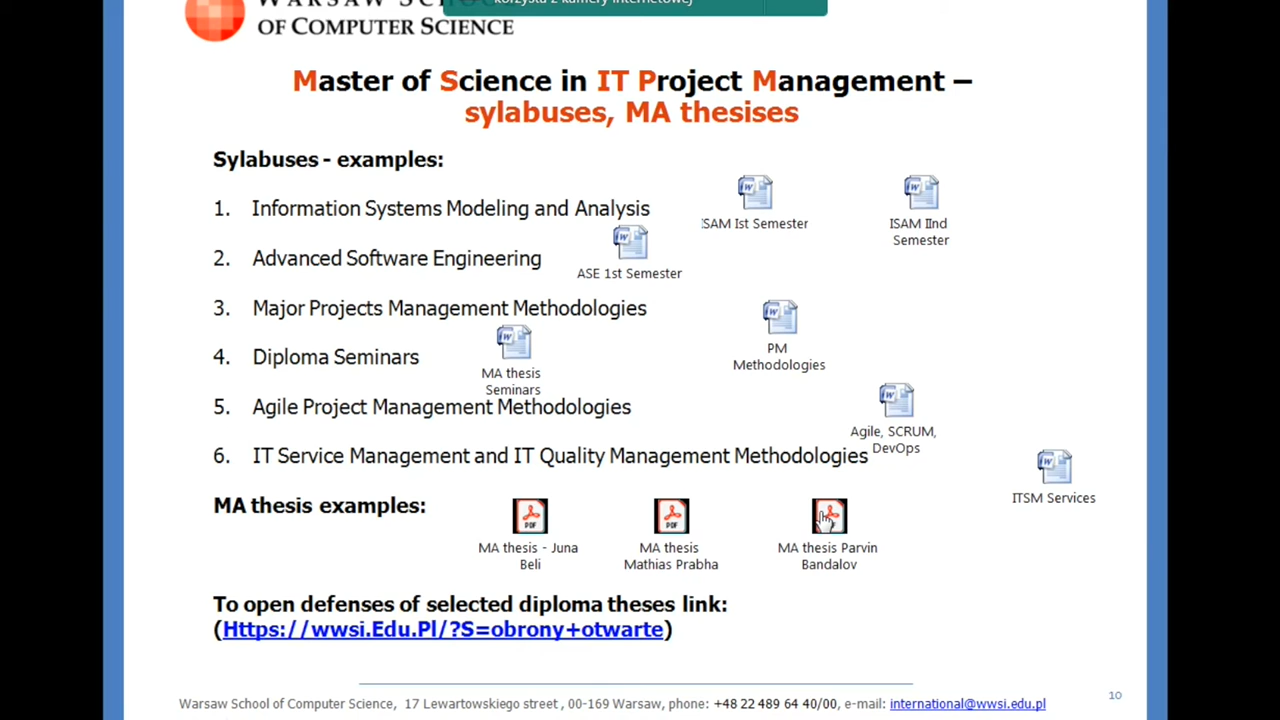 korzysta z kamery internetowej
WARSAW SCHOOL
OF COMPUTER SCIENCE
Master of Science in IT Project Management –
sylabuses, MA thesises
Sylabuses - examples:
1. Information Systems Modeling and Analysis
ISAM Ist Semester
ISAM IInd
Semester
2. Advanced Software Engineering
ASE 1st Semester
3. Major Projects Management Methodologies
PM
Methodologies
4. Diploma Seminars
MA thesis
Seminars
5. Agile Project Management Methodologies
Agile, SCRUM,
DevOps
6. IT Service Management and IT Quality Management Methodologies
ITSM Services
MA thesis examples:
MA thesis - Juna
Beli
MA thesis
Mathias Prabha
MA thesis Parvin
Bandalov
To open defenses of selected diploma theses link:
(Https://wwsi.Edu.Pl/?S=obrony+otwarte)
10
Warsaw School of Computer Science, 17 Lewartowskiego street , 00-169 Warsaw, phone: +48 22 489 64 40/00, e-mail: international@wwsi.edu.pl